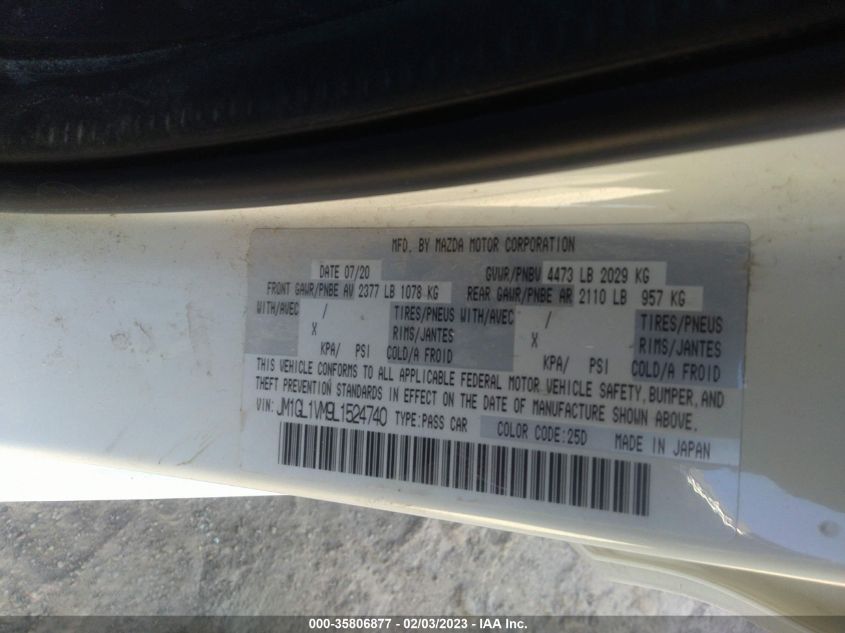 MFD. BY MAZDA MOTOR CORPORATION
DATE 07/20 GVWR/PNBV 4473 LB 2029 KG
FRONT GAWR/PNBE AV 2377 LB 1078 KG REAR GAWR/PNBE AR 2110 LB 957 KG
WITH/AVEC / TIRES/PNEUS WITH/AVEC / TIRES/PNEUS
X RIMS/JANTES X RIMS/JANTES
KPA/ PSI COLD/A FROID KPA/ PSI COLD/A FROID
THIS VEHICLE CONFORMS TO ALL APPLICABLE FEDERAL MOTOR VEHICLE SAFETY, BUMPER, AND
THEFT PREVENTION STANDARDS IN EFFECT ON THE DATE OF MANUFACTURE SHOWN ABOVE.
VIN: JM1GL1VM9L1524740 TYPE:PASS CAR COLOR CODE:25D MADE IN JAPAN
000-35806877 - 02/03/2023 - IAA Inc.